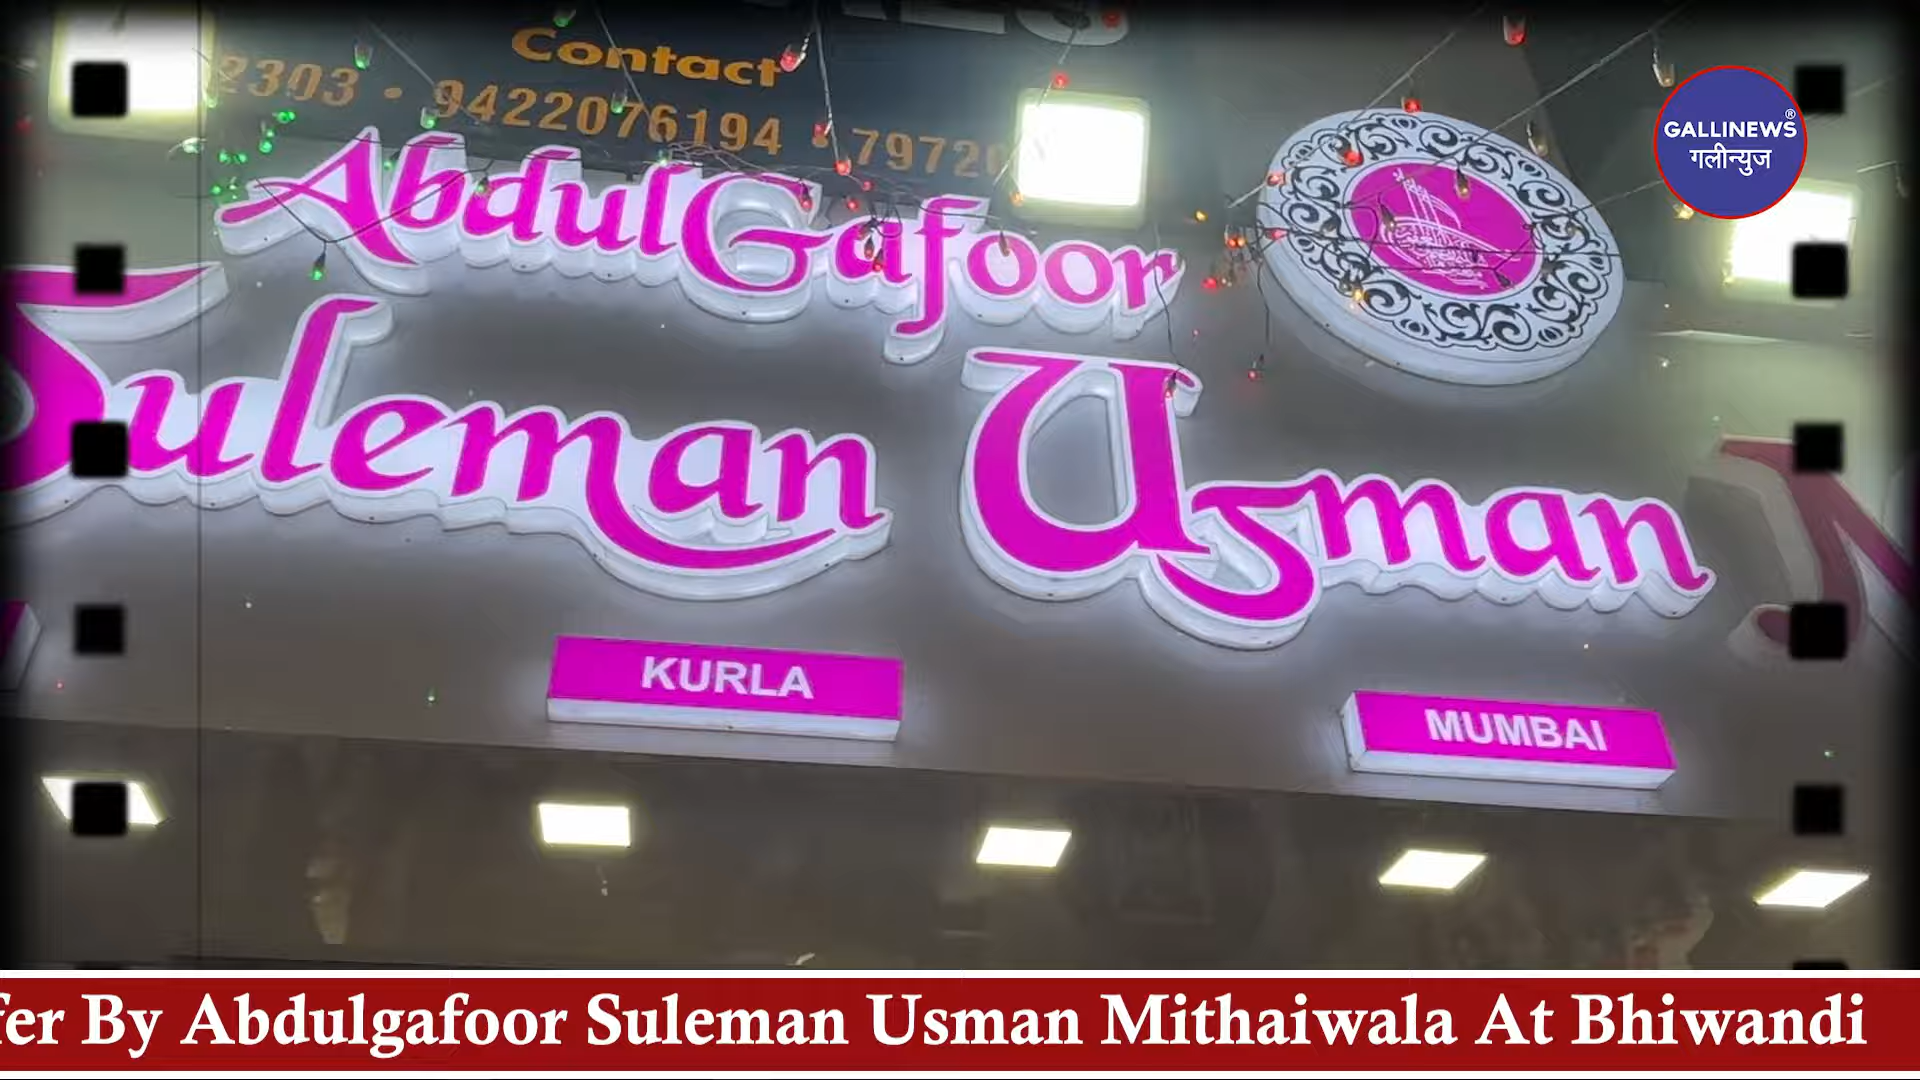 Contact
2303 • 9422076194 • 7972
AbdulGafoor
Suleman Usman
KURLA
MUMBAI
GALLINEWS®
गलीन्युज
fer By Abdulgafoor Suleman Usman Mithaiwala At Bhiwandi